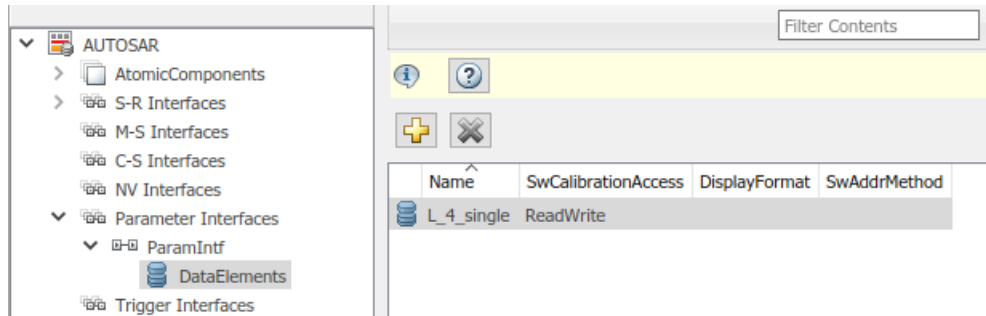 Filter Contents
AUTOSAR
AtomicComponents
S-R Interfaces
M-S Interfaces
C-S Interfaces
NV Interfaces
Parameter Interfaces
ParamIntf
DataElements
Trigger Interfaces
Name SwCalibrationAccess DisplayFormat SwAddrMethod
L_4_single ReadWrite